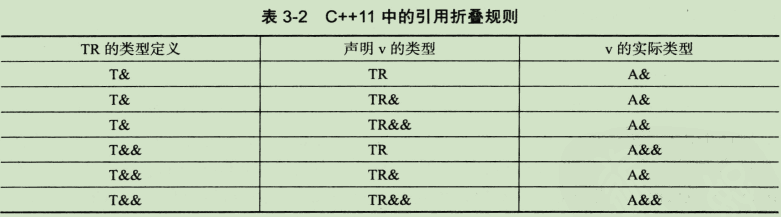 表 3-2 C++11 中的引用折叠规则
TR 的类型定义 声明 v 的类型 v 的实际类型
T& TR A&
T& TR& A&
T& TR&& A&
T&& TR A&&
T&& TR& A&
T&& TR&& A&&